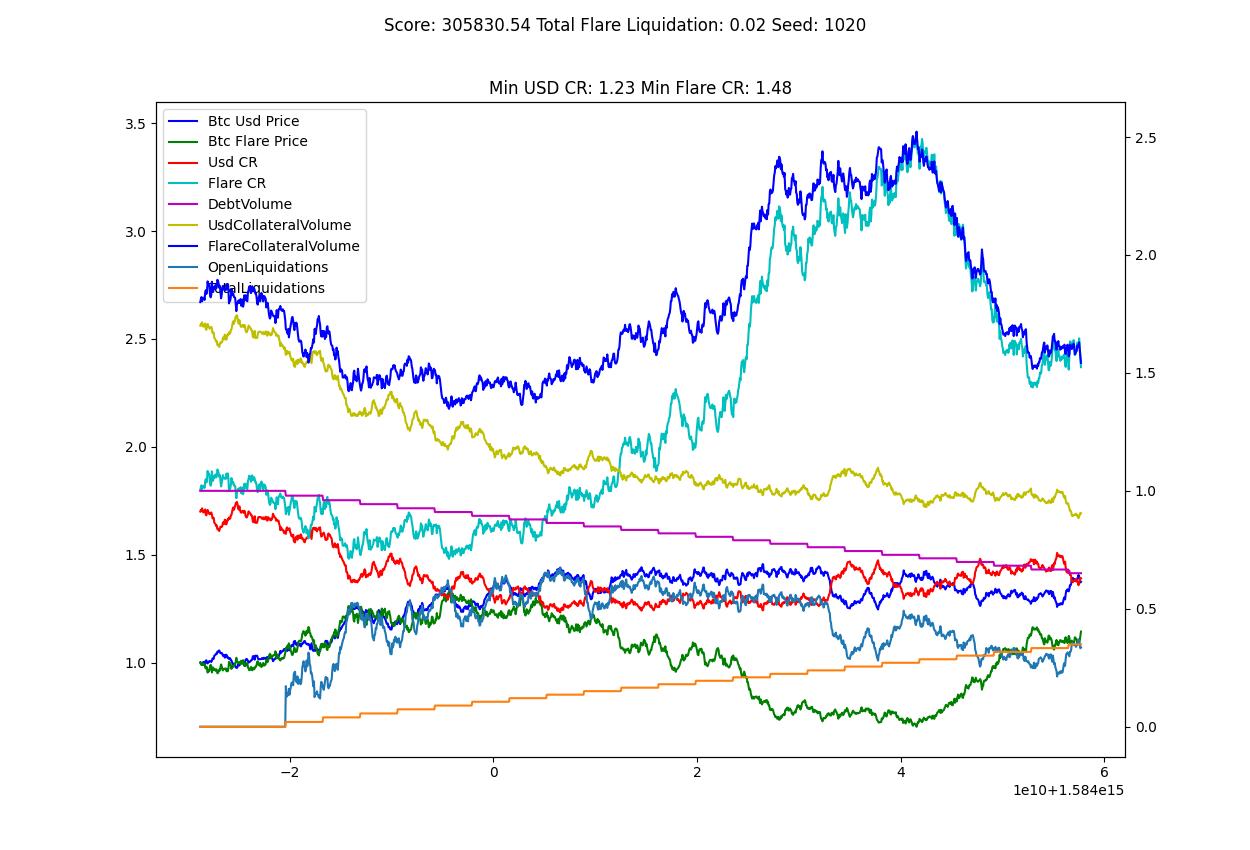 Score: 305830.54 Total Flare Liquidation: 0.02 Seed: 1020
Min USD CR: 1.23 Min Flare CR: 1.48
Btc Usd Price
Btc Flare Price
Usd CR
Flare CR
DebtVolume
UsdCollateralVolume
FlareCollateralVolume
OpenLiquidations
TotalLiquidations
3.5
3.0
2.5
2.0
1.5
1.0
2.5
2.0
1.5
1.0
0.5
0.0
−2
0
2
4
6
1e10+1.584e15